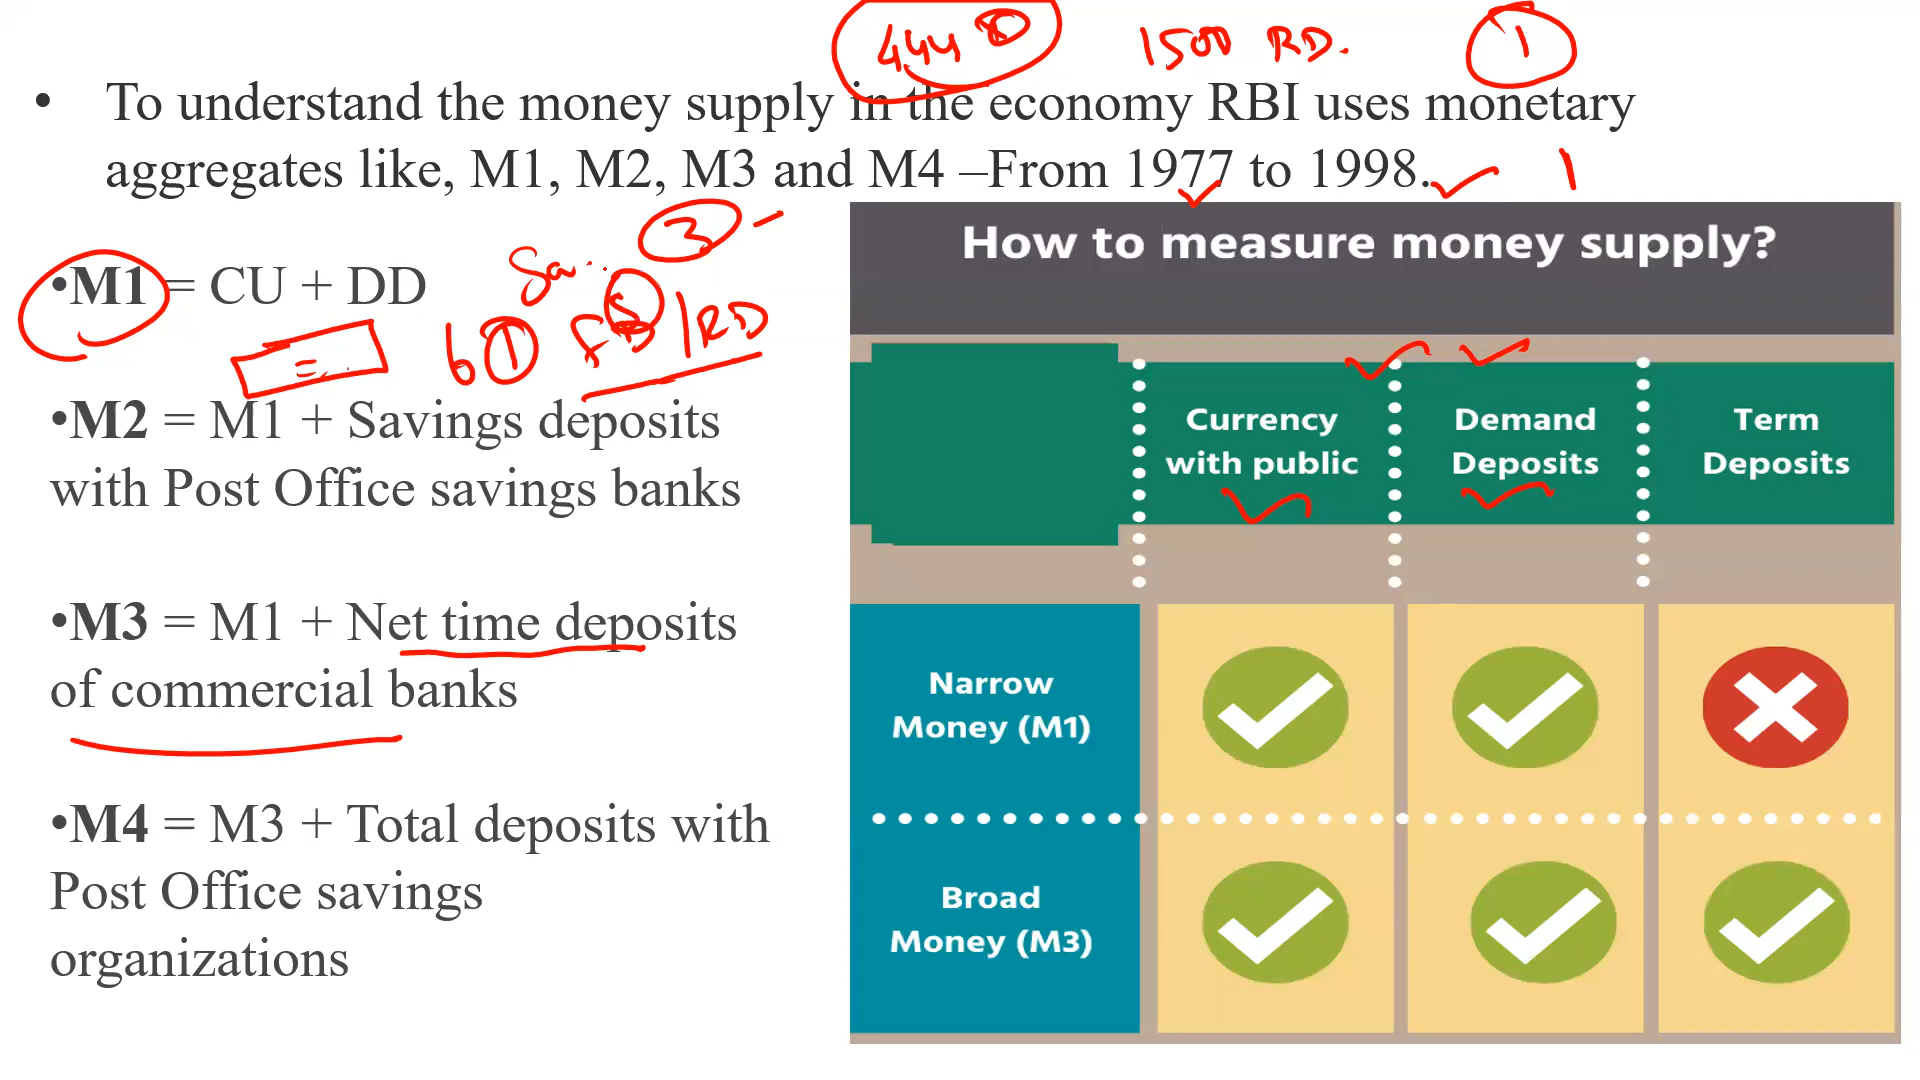 444
1500 RD.
1
• To understand the money supply in the economy RBI uses monetary
aggregates like, M1, M2, M3 and M4 –From 1977 to 1998.
1
3
•M1 = CU + DD
Sa..
6 1 FD /RD
•M2 = M1 + Savings deposits
with Post Office savings banks
•M3 = M1 + Net time deposits
of commercial banks
•M4 = M3 + Total deposits with
Post Office savings
organizations
How to measure money supply?
Currency
with public
Demand
Deposits
Term
Deposits
Narrow
Money (M1)
Broad
Money (M3)